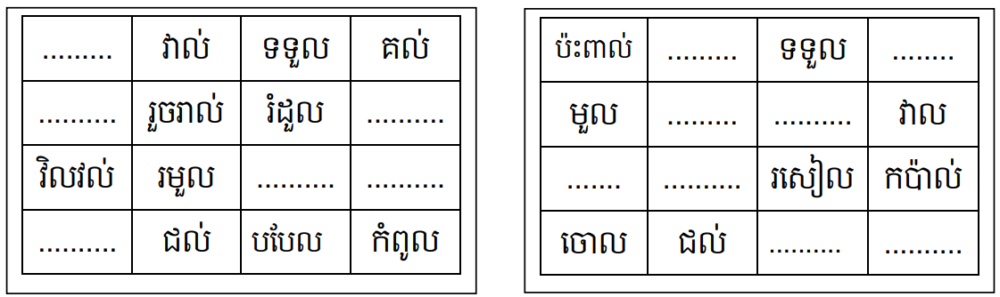 ......... វាល់ ទទួល គល់
.......... រួចរាល់ រំដួល ..........
វិលវល់ រមួល .......... ..........
.......... ជល់ បបែល កំពូល
ប៉ះពាល់ ......... ទទួល ........
មួល ......... .......... វាល
....... .......... រសៀល កប៉ាល់
ចោល ជល់ ......... ..........